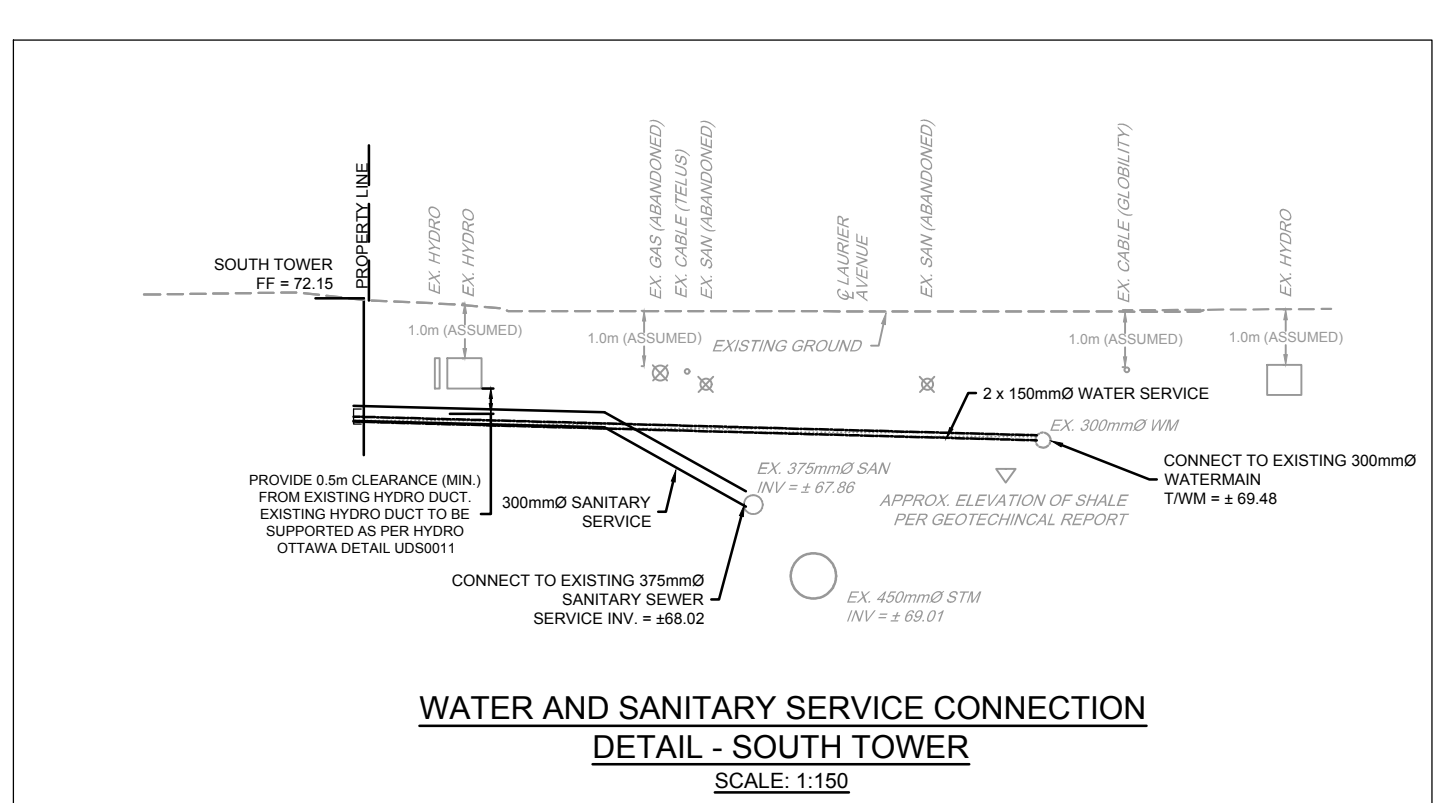 PROPERTY LINE
EX. HYDRO
EX. HYDRO
EX. GAS (ABANDONED)
EX. CABLE (TELUS)
EX. SAN (ABANDONED)
℄ LAURIER
AVENUE
EX. SAN (ABANDONED)
EX. CABLE (GLOBILITY)
EX. HYDRO
SOUTH TOWER
FF = 72.15
1.0m (ASSUMED)
1.0m (ASSUMED)
EXISTING GROUND
1.0m (ASSUMED)
1.0m (ASSUMED)
2 x 150mmØ WATER SERVICE
EX. 300mmØ WM
CONNECT TO EXISTING 300mmØ
WATERMAIN
T/WM = ± 69.48
PROVIDE 0.5m CLEARANCE (MIN.)
FROM EXISTING HYDRO DUCT.
EXISTING HYDRO DUCT TO BE
SUPPORTED AS PER HYDRO
OTTAWA DETAIL UDS0011
300mmØ SANITARY
SERVICE
EX. 375mmØ SAN
INV = ± 67.86
APPROX. ELEVATION OF SHALE
PER GEOTECHINCAL REPORT
CONNECT TO EXISTING 375mmØ
SANITARY SEWER
SERVICE INV. = ±68.02
EX. 450mmØ STM
INV = ± 69.01
WATER AND SANITARY SERVICE CONNECTION
DETAIL - SOUTH TOWER
SCALE: 1:150